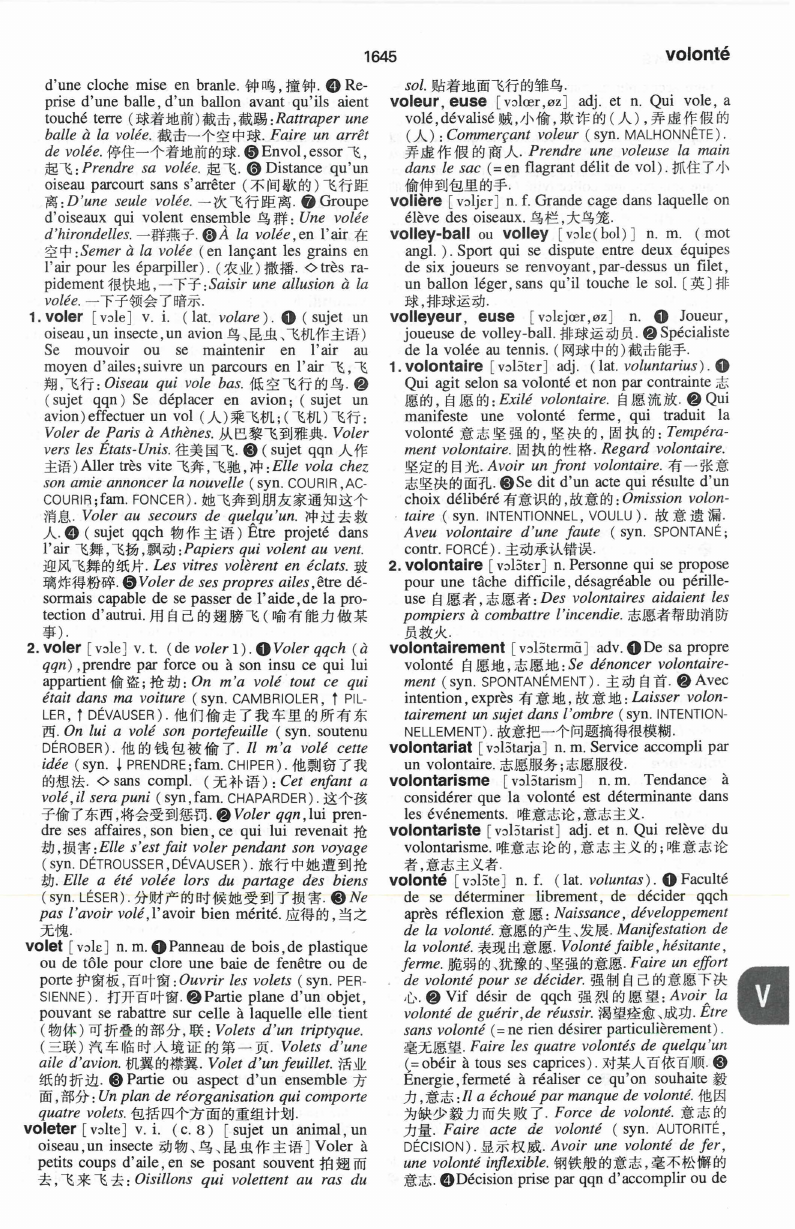 1645
volonté
d'une cloche mise en branle. 钟鸣,撞钟. ❹ Re-
prise d'une balle, d'un ballon avant qu'ils aient
touché terre (球着地前)截击,截踢:Rattraper une
balle à la volée. 截击一个空中球. Faire un arrêt
de volée. 停住一个着地前的球. ❺ Envol, essor 飞,
起飞:Prendre sa volée. 起飞. ❻ Distance qu'un
oiseau parcourt sans s'arrêter (不间歇的)飞行距
离:D'une seule volée. 一次飞行距离. ❼ Groupe
d'oiseaux qui volent ensemble 鸟群: Une volée
d'hirondelles. 一群燕子. ❽ À la volée, en l'air 在
空中:Semer à la volée (en lançant les grains en
l'air pour les éparpiller). (农业)撒播. ◇ très ra-
pidement 很快地,一下子:Saisir une allusion à la
volée. 一下子领会了暗示.
1. voler [vɔle] v. i. (lat. volare). ❶ (sujet un
oiseau, un insecte, un avion 鸟、昆虫、飞机作主语)
Se mouvoir ou se maintenir en l'air au
moyen d'ailes; suivre un parcours en l'air 飞,飞
翔,飞行: Oiseau qui vole bas. 低空飞行的鸟. ❷
(sujet qqn) Se déplacer en avion; (sujet un
avion) effectuer un vol (人)乘飞机;(飞机)飞行:
Voler de Paris à Athènes. 从巴黎飞到雅典. Voler
vers les États-Unis. 往美国飞. ❸ (sujet qqn 人作
主语) Aller très vite 飞奔,飞驰,冲:Elle vola chez
son amie annoncer la nouvelle (syn. COURIR, AC-
COURIR; fam. FONCER). 她飞奔到朋友家通知这个
消息. Voler au secours de quelqu'un. 冲过去救
人. ❹ (sujet qqch 物作主语) Être projeté dans
l'air 飞舞,飞扬,飘动:Papiers qui volent au vent.
迎风飞舞的纸片. Les vitres volèrent en éclats. 玻
璃炸得粉碎. ❺ Voler de ses propres ailes, être dé-
sormais capable de se passer de l'aide, de la pro-
tection d'autrui. 用自己的翅膀飞(喻有能力做某
事).
2. voler [vɔle] v. t. (de voler 1). ❶ Voler qqch (à
qqn), prendre par force ou à son insu ce qui lui
appartient 偷盗;抢劫: On m'a volé tout ce qui
était dans ma voiture (syn. CAMBRIOLER, ↑ PIL-
LER, ↑ DÉVAUSER). 他们偷走了我车里的所有东
西. On lui a volé son portefeuille (syn. soutenu
DÉROBER). 他的钱包被偷了. Il m'a volé cette
idée (syn. ↓ PRENDRE; fam. CHIPER). 他剽窃了我
的想法. ◇ sans compl. (无补语): Cet enfant a
volé, il sera puni (syn, fam. CHAPARDER). 这个孩
子偷了东西,将会受到惩罚. ❷ Voler qqn, lui pren-
dre ses affaires, son bien, ce qui lui revenait 抢
劫,损害:Elle s'est fait voler pendant son voyage
(syn. DÉTROUSSER, DÉVAUSER). 旅行中她遭到抢
劫. Elle a été volée lors du partage des biens
(syn. LÉSER). 分财产的时候她受到了损害. ❸ Ne
pas l'avoir volé, l'avoir bien mérité. 应得的,当之
无愧.
volet [vɔlɛ] n. m. ❶ Panneau de bois, de plastique
ou de tôle pour clore une baie de fenêtre ou de
porte 护窗板,百叶窗:Ouvrir les volets (syn. PER-
SIENNE). 打开百叶窗. ❷ Partie plane d'un objet,
pouvant se rabattre sur celle à laquelle elle tient
(物体)可折叠的部分,联: Volets d'un triptyque.
(三联)汽车临时入境证的第一页. Volets d'une
aile d'avion. 机翼的襟翼. Volet d'un feuillet. 活业
纸的折边. ❸ Partie ou aspect d'un ensemble 方
面,部分:Un plan de réorganisation qui comporte
quatre volets. 包括四个方面的重组计划.
voleter [vɔlte] v. i. (c. 8) [sujet un animal, un
oiseau, un insecte 动物、鸟、昆虫作主语] Voler à
petits coups d'aile, en se posant souvent 拍翅而
去,飞来飞去: Oisillons qui volettent au ras du
sol. 贴着地面飞行的雏鸟.
voleur, euse [vɔlœr,øz] adj. et n. Qui vole, a
volé, dévalisé 贼,小偷,欺诈的(人),弄虚作假的
(人): Commerçant voleur (syn. MALHONNÊTE).
弄虚作假的商人. Prendre une voleuse la main
dans le sac (= en flagrant délit de vol). 抓住了小
偷伸到包里的手.
volière [vɔljɛr] n. f. Grande cage dans laquelle on
élève des oiseaux. 鸟栏,大鸟笼.
volley-ball ou volley [vɔlɛ(bol)] n. m. (mot
angl.). Sport qui se dispute entre deux équipes
de six joueurs se renvoyant, par-dessus un filet,
un ballon léger, sans qu'il touche le sol. [英]排
球,排球运动.
volleyeur, euse [vɔlɛjœr,øz] n. ❶ Joueur,
joueuse de volley-ball. 排球运动员. ❷ Spécialiste
de la volée au tennis. (网球中的)截击能手.
1. volontaire [vɔlɔ̃tɛr] adj. (lat. voluntarius). ❶
Qui agit selon sa volonté et non par contrainte 志
愿的,自愿的: Exilé volontaire. 自愿流放. ❷ Qui
manifeste une volonté ferme, qui traduit la
volonté 意志坚强的,坚决的,固执的: Tempéra-
ment volontaire. 固执的性格. Regard volontaire.
坚定的目光. Avoir un front volontaire. 有一张意
志坚决的面孔. ❸ Se dit d'un acte qui résulte d'un
choix délibéré 有意识的,故意的: Omission volon-
taire (syn. INTENTIONNEL, VOULU). 故意遗漏.
Aveu volontaire d'une faute (syn. SPONTANÉ;
contr. FORCÉ). 主动承认错误.
2. volontaire [vɔlɔ̃tɛr] n. Personne qui se propose
pour une tâche difficile, désagréable ou pérille-
use 自愿者,志愿者: Des volontaires aidaient les
pompiers à combattre l'incendie. 志愿者帮助消防
员救火.
volontairement [vɔlɔ̃tɛrmɑ̃] adv. ❶ De sa propre
volonté 自愿地,志愿地:Se dénoncer volontaire-
ment (syn. SPONTANÉMENT). 主动自首. ❷ Avec
intention, exprès 有意地,故意地: Laisser volon-
tairement un sujet dans l'ombre (syn. INTENTION-
NELLEMENT). 故意把一个问题搞得很模糊.
volontariat [vɔlɔ̃tarja] n. m. Service accompli par
un volontaire. 志愿服务;志愿服役.
volontarisme [vɔlɔ̃tarism] n. m. Tendance à
considérer que la volonté est déterminante dans
les événements. 唯意志论,意志主义.
volontariste [vɔlɔ̃tarist] adj. et n. Qui relève du
volontarisme. 唯意志论的,意志主义的;唯意志论
者,意志主义者.
volonté [vɔlɔ̃te] n. f. (lat. voluntas). ❶ Faculté
de se déterminer librement, de décider qqch
après réflexion 意愿: Naissance, développement
de la volonté. 意愿的产生、发展. Manifestation de
la volonté. 表现出意愿. Volonté faible, hésitante,
ferme. 脆弱的、犹豫的、坚强的意愿. Faire un effort
de volonté pour se décider. 强制自己的意愿下决
心. ❷ Vif désir de qqch 强烈的愿望: Avoir la
volonté de guérir, de réussir. 渴望痊愈、成功. Être
sans volonté (= ne rien désirer particulièrement).
毫无愿望. Faire les quatre volontés de quelqu'un
(= obéir à tous ses caprices). 对某人百依百顺. ❸
Énergie, fermeté à réaliser ce qu'on souhaite 毅
力,意志:Il a échoué par manque de volonté. 他因
为缺少毅力而失败了. Force de volonté. 意志的
力量. Faire acte de volonté (syn. AUTORITÉ,
DÉCISION). 显示权威. Avoir une volonté de fer,
une volonté inflexible. 钢铁般的意志,毫不松懈的
意志. ❹ Décision prise par qqn d'accomplir ou de
V